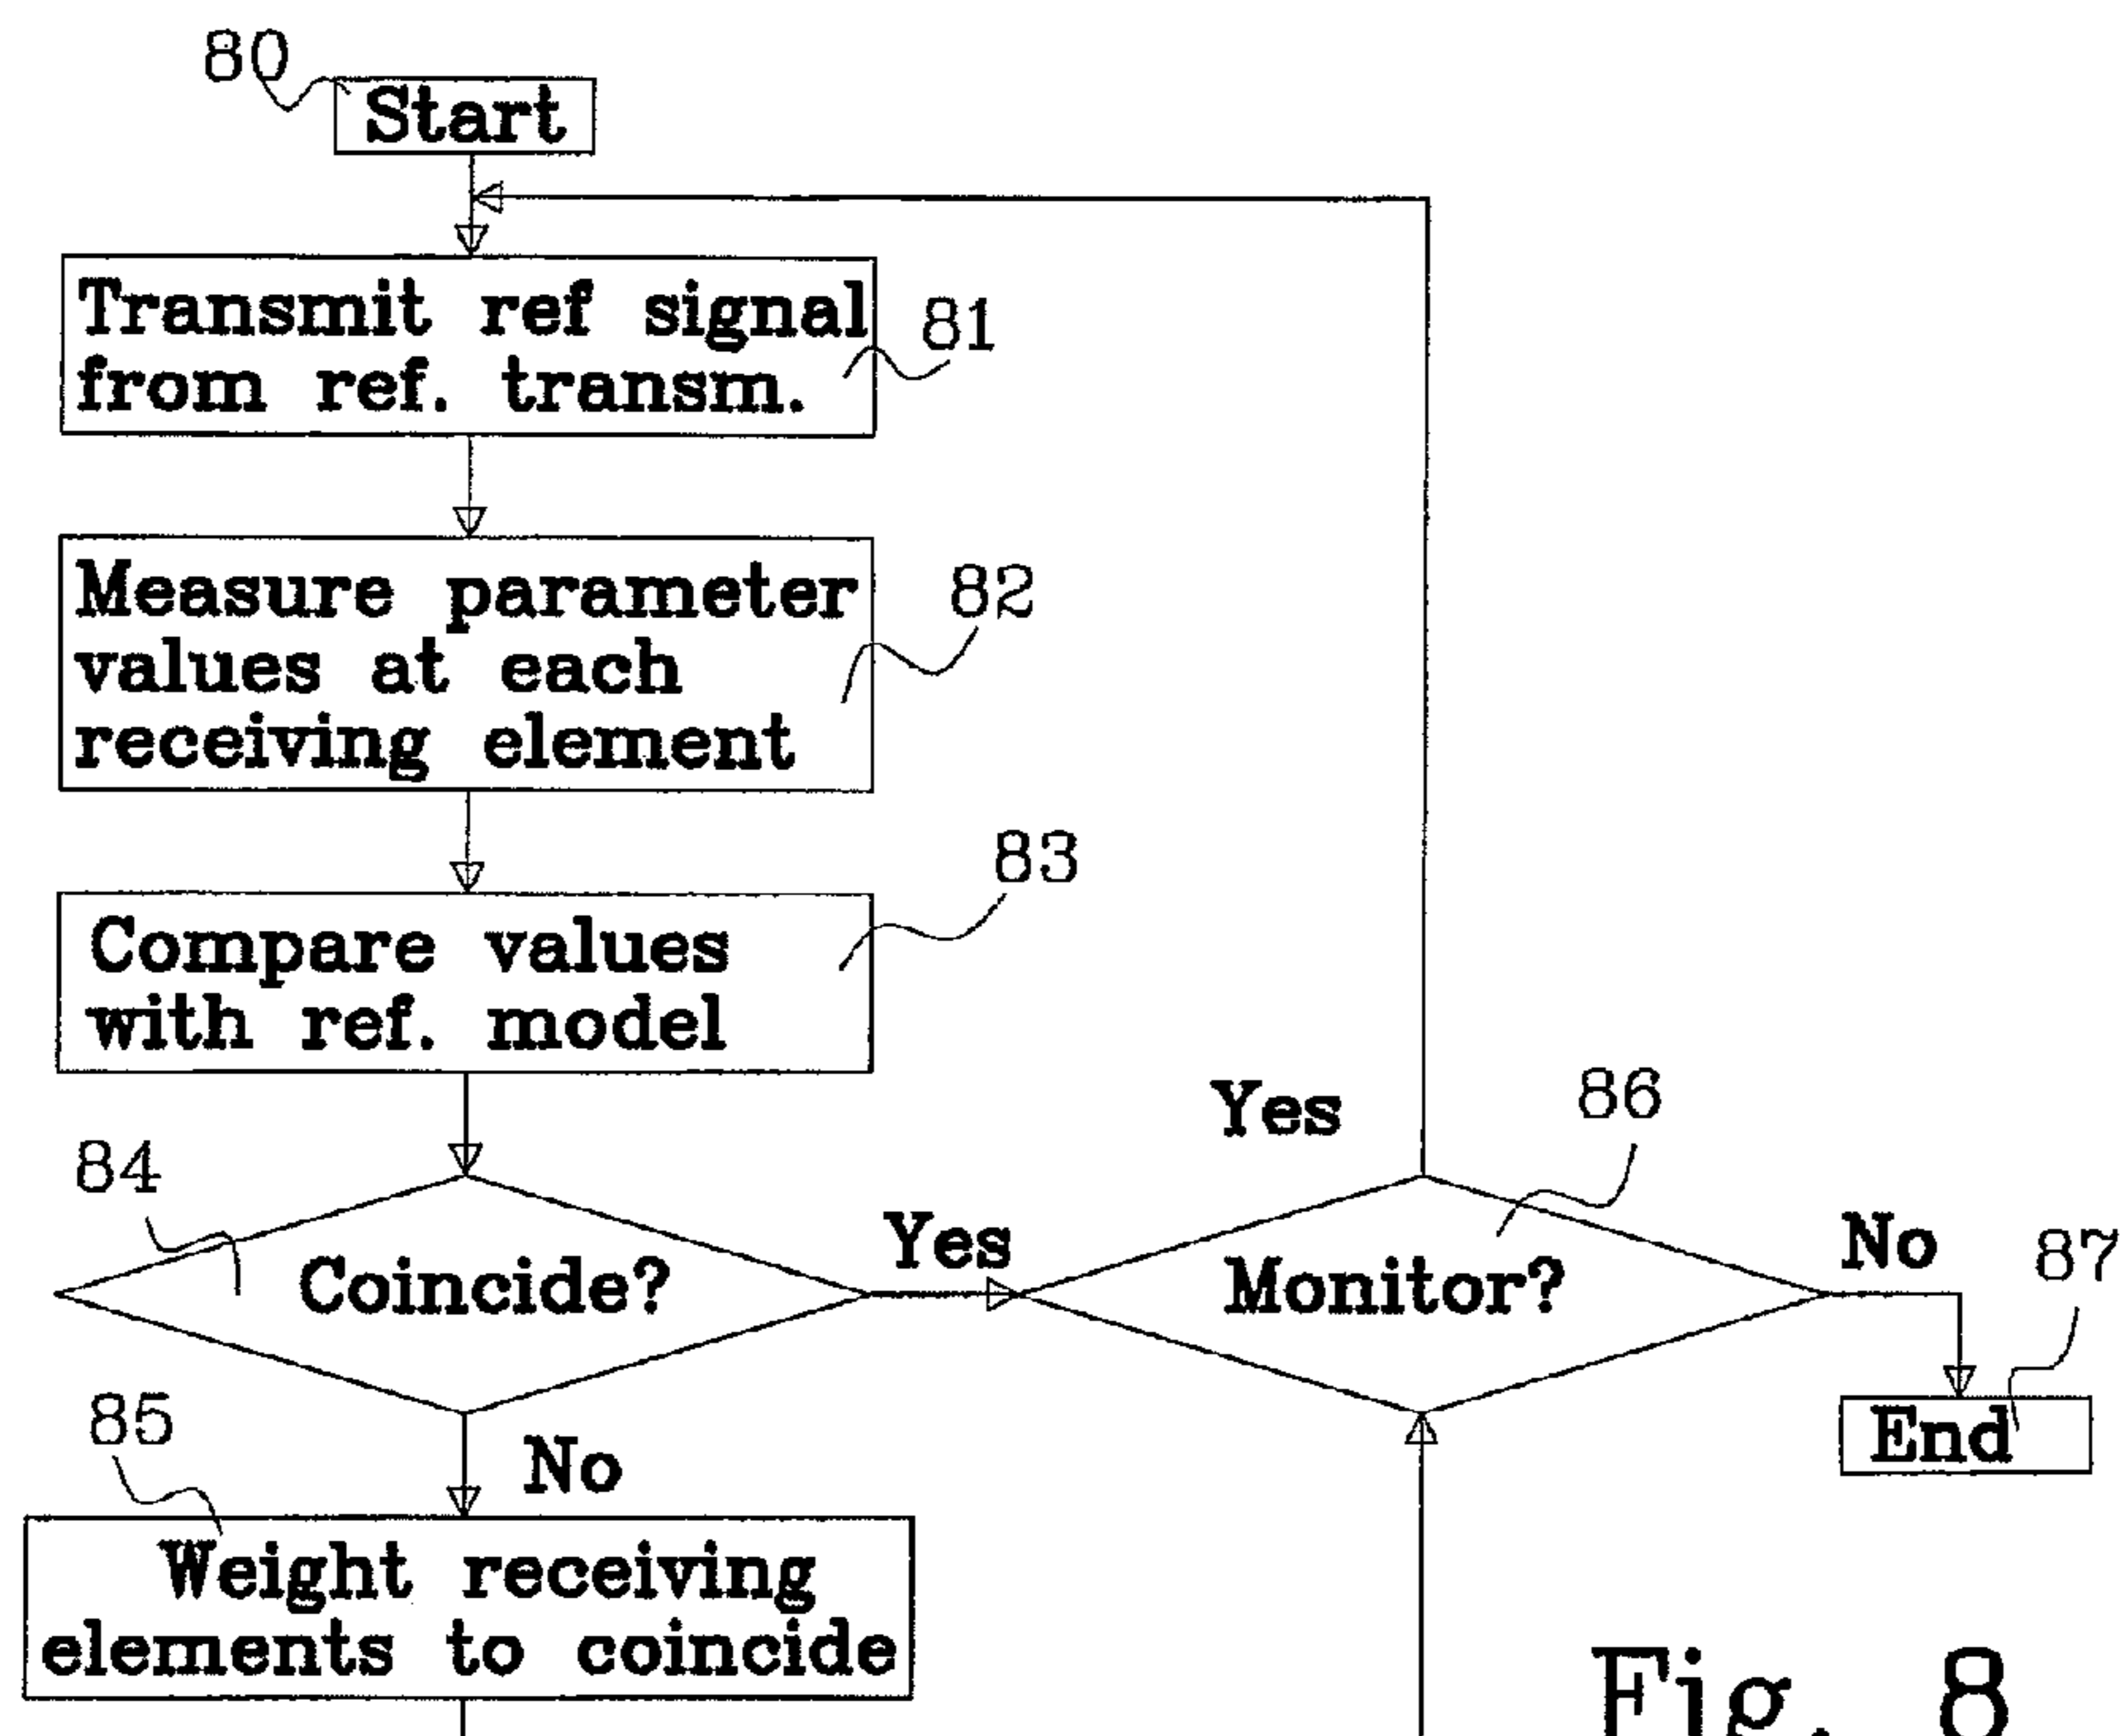 80
Start
Transmit ref signal
from ref. transm.
81
Measure parameter
values at each
receiving element
82
83
Compare values
with ref. model
84
Coincide?
Yes
Yes
86
Monitor?
No
87
End
85
No
Weight receiving
elements to coincide
Fig. 8